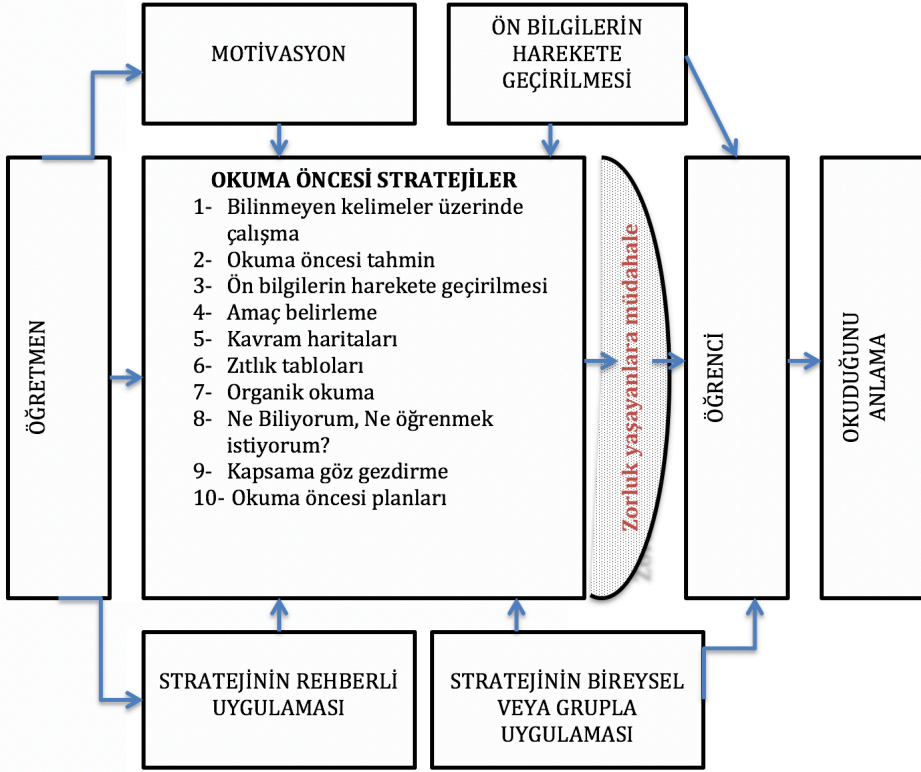 MOTİVASYON
ÖN BİLGİLERİN
HAREKETE
GEÇİRİLMESİ
ÖĞRETMEN
OKUMA ÖNCESİ STRATEJİLER
1- Bilinmeyen kelimeler üzerinde
çalışma
2- Okuma öncesi tahmin
3- Ön bilgilerin harekete geçirilmesi
4- Amaç belirleme
5- Kavram haritaları
6- Zıtlık tabloları
7- Organik okuma
8- Ne Biliyorum, Ne öğrenmek
istiyorum?
9- Kapsama göz gezdirme
10- Okuma öncesi planları
Zorluk yaşayanlara müdahale
ÖĞRENCİ
OKUDUĞUNU
ANLAMA
STRATEJİNİN REHBERLİ
UYGULAMASI
STRATEJİNİN BİREYSEL
VEYA GRUPLA
UYGULAMASI